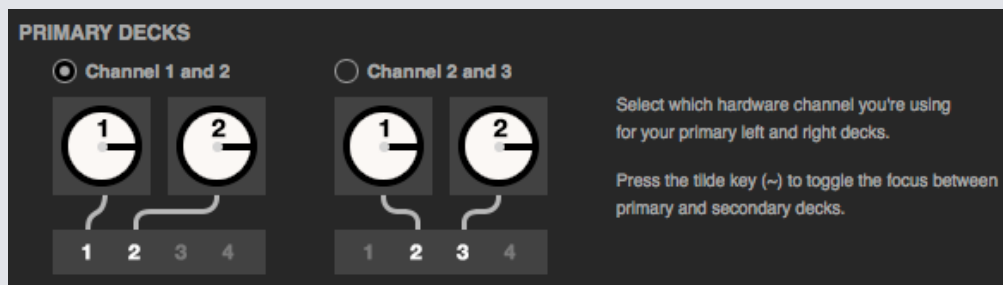 PRIMARY DECKS
Channel 1 and 2
Channel 2 and 3
1 2
1 2
Select which hardware channel you're using
for your primary left and right decks.
Press the tilde key (~) to toggle the focus between
primary and secondary decks.
1 2 3 4
1 2 3 4